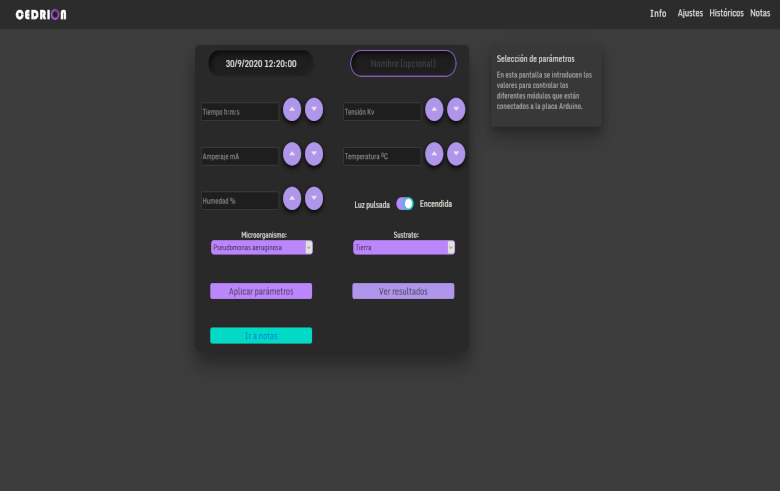 CEDRION
Info Ajustes Históricos Notas
30/9/2020 12:20:00
Nombre (opcional)
Selección de parámetros
En esta pantalla se introducen los
valores para controlar los
diferentes módulos que están
conectados a la placa Arduino.
Tiempo h:m:s
Tensión Kv
Amperaje mA
Temperatura ºC
Humedad %
Luz pulsada
Encendida
Microorganismo:
Sustrato:
Pseudomonas aeruginosa
Tierra
Aplicar parámetros
Ver resultados
Ir a notas